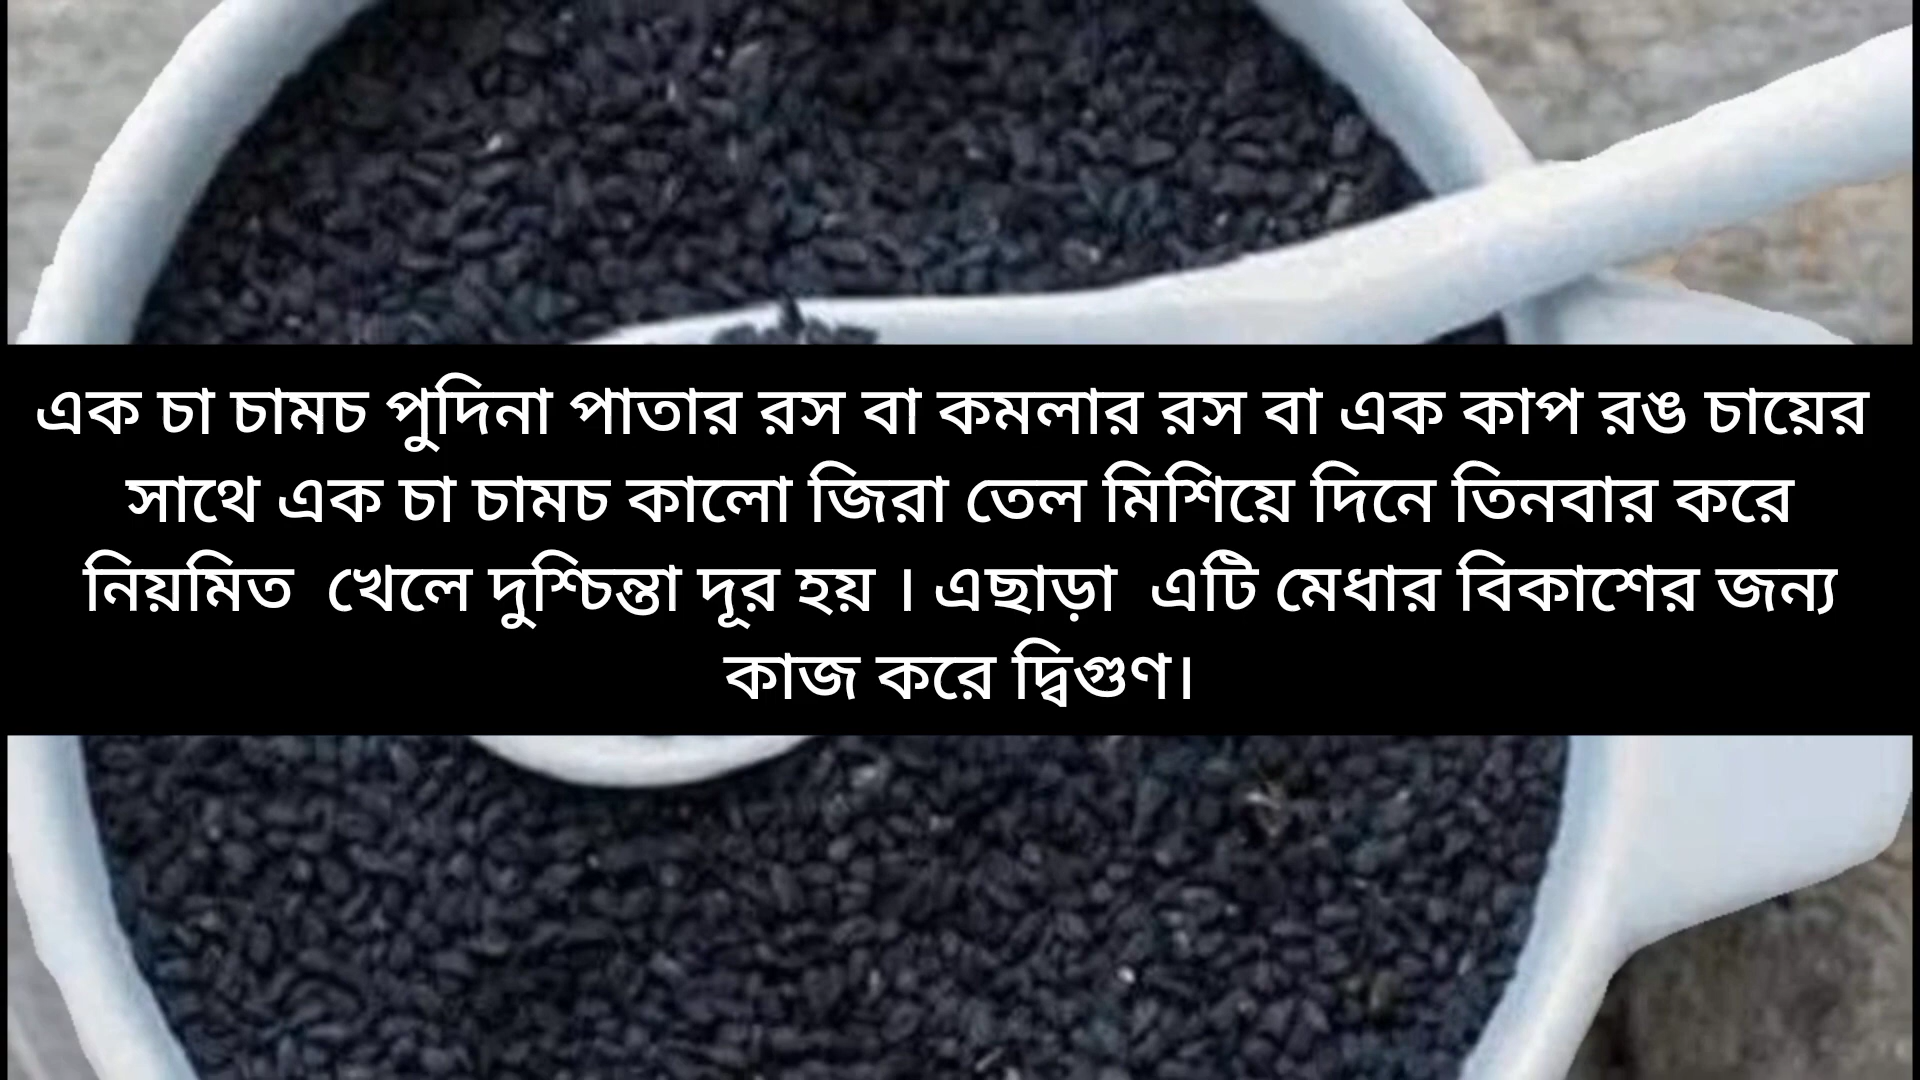 এক চা চামচ পুদিনা পাতার রস বা কমলার রস বা এক কাপ রঙ চায়ের
সাথে এক চা চামচ কালো জিরা তেল মিশিয়ে দিনে তিনবার করে
নিয়মিত  খেলে দুশ্চিন্তা দূর হয় । এছাড়া  এটি মেধার বিকাশের জন্য
কাজ করে দ্বিগুণ।